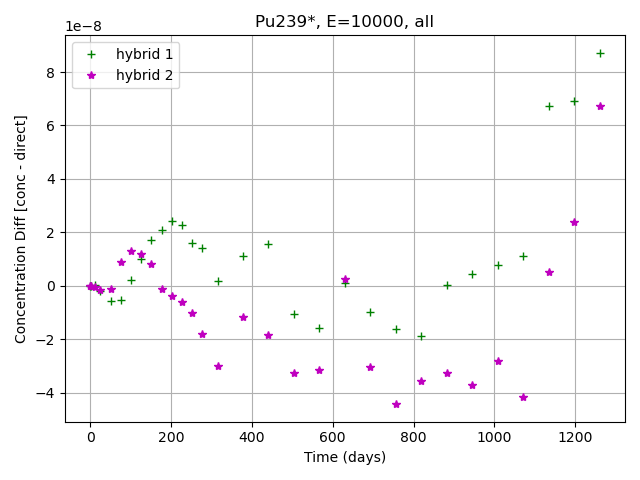 Pu239*, E=10000, all
1e−8
hybrid 1
hybrid 2
8
6
4
2
0
−2
−4
Concentration Diff [conc - direct]
0 200 400 600 800 1000 1200
Time (days)